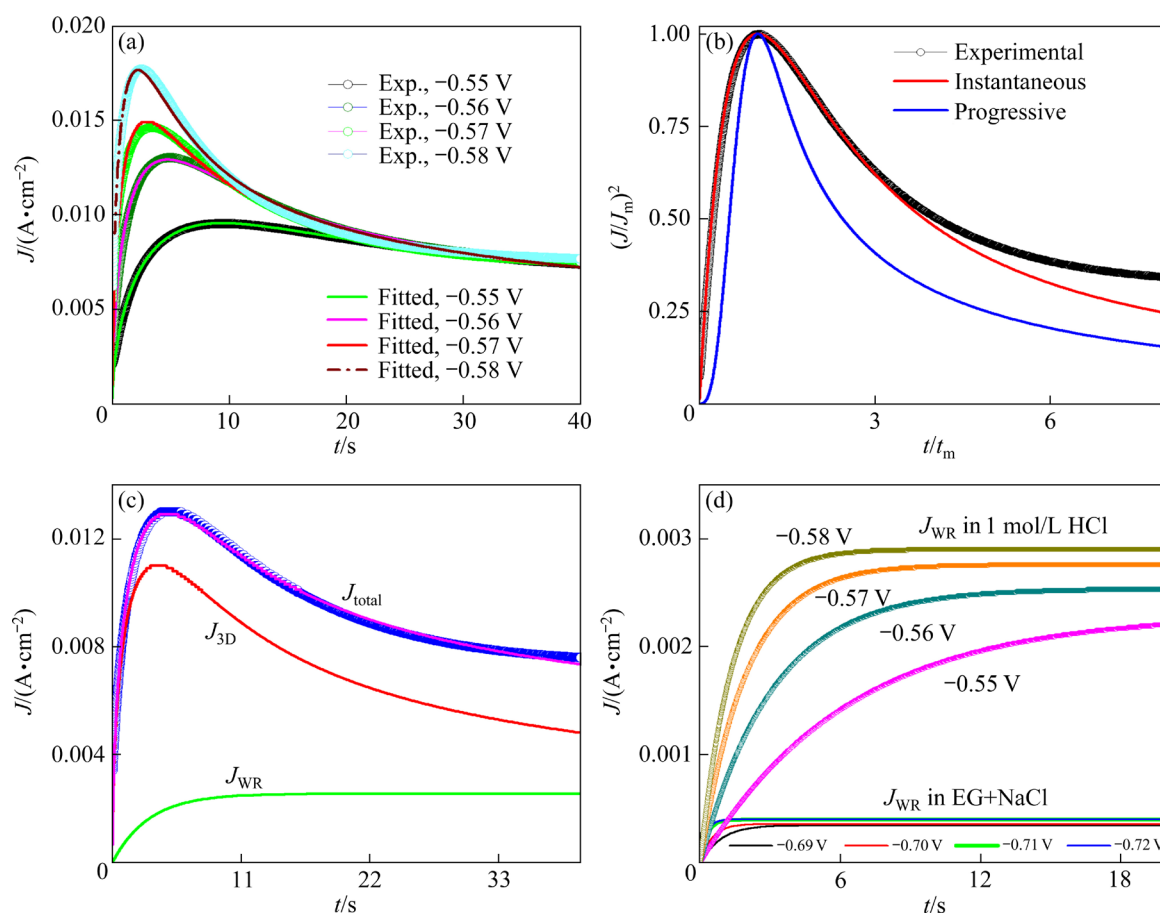 (a)
0.020
0.015
0.010
0.005
0
J/(A•cm⁻²)
Exp., −0.55 V
Exp., −0.56 V
Exp., −0.57 V
Exp., −0.58 V
Fitted, −0.55 V
Fitted, −0.56 V
Fitted, −0.57 V
Fitted, −0.58 V
0 10 20 30 40
t/s
(b)
1.00
0.75
0.50
0.25
0
(J/Jₘ)²
Experimental
Instantaneous
Progressive
3 6
t/tₘ
(c)
0.012
0.008
0.004
0
J/(A•cm⁻²)
J_total
J_3D
J_WR
0 11 22 33
t/s
(d)
0.003
0.002
0.001
0
J/(A•cm⁻²)
J_WR in 1 mol/L HCl
−0.58 V
−0.57 V
−0.56 V
−0.55 V
J_WR in EG+NaCl
−0.69 V −0.70 V −0.71 V −0.72 V
0 6 12 18
t/s